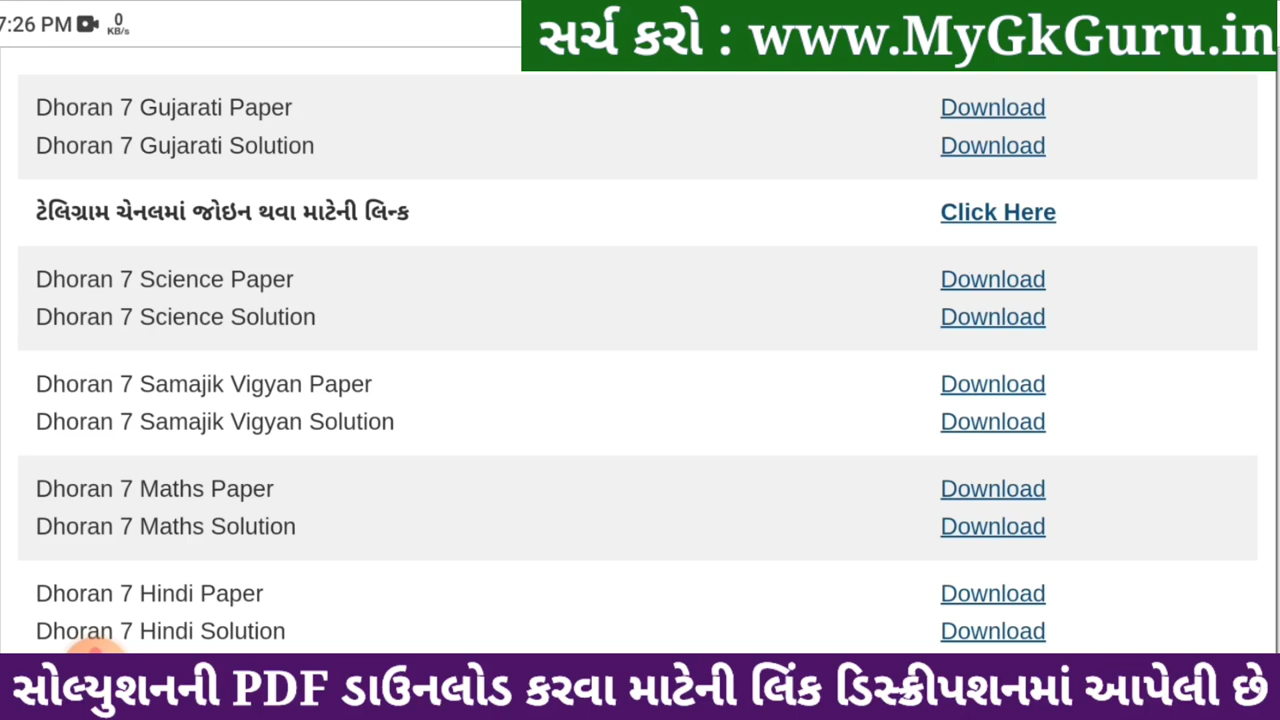 7:26 PM 0 KB/s
સર્ચ કરો : www.MyGkGuru.in
Dhoran 7 Gujarati Paper Download
Dhoran 7 Gujarati Solution Download
ટેલિગ્રામ ચેનલમાં જોઇન થવા માટેની લિન્ક Click Here
Dhoran 7 Science Paper Download
Dhoran 7 Science Solution Download
Dhoran 7 Samajik Vigyan Paper Download
Dhoran 7 Samajik Vigyan Solution Download
Dhoran 7 Maths Paper Download
Dhoran 7 Maths Solution Download
Dhoran 7 Hindi Paper Download
Dhoran 7 Hindi Solution Download
સોલ્યુશનની PDF ડાઉનલોડ કરવા માટેની લિંક ડિસ્ક્રીપશનમાં આપેલી છે